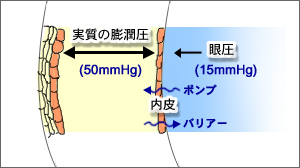 実質の膨潤圧
(50mmHg)
眼圧
(15mmHg)
ポンプ
内皮
バリアー